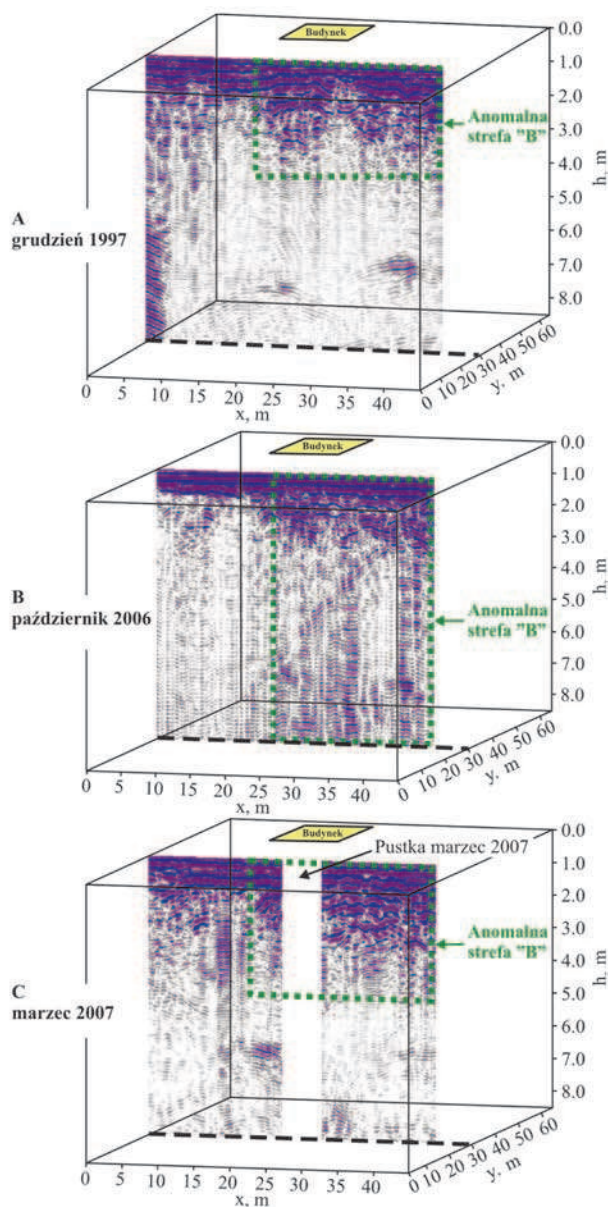 Budynek
0.0
1.0
2.0
3.0
4.0
5.0
6.0
7.0
8.0
h, m
Anomalna
strefa "B"
A
grudzień 1997
0 5 10 15 20 25 30 35 40
x, m
0 10 20 30 40 50 60
y, m
Budynek
0.0
1.0
2.0
3.0
4.0
5.0
6.0
7.0
8.0
h, m
Anomalna
strefa "B"
B
październik 2006
0 5 10 15 20 25 30 35 40
x, m
0 10 20 30 40 50 60
y, m
Budynek
Pustka marzec 2007
0.0
1.0
2.0
3.0
4.0
5.0
6.0
7.0
8.0
h, m
Anomalna
strefa "B"
C
marzec 2007
0 5 10 15 20 25 30 35 40
x, m
0 10 20 30 40 50 60
y, m